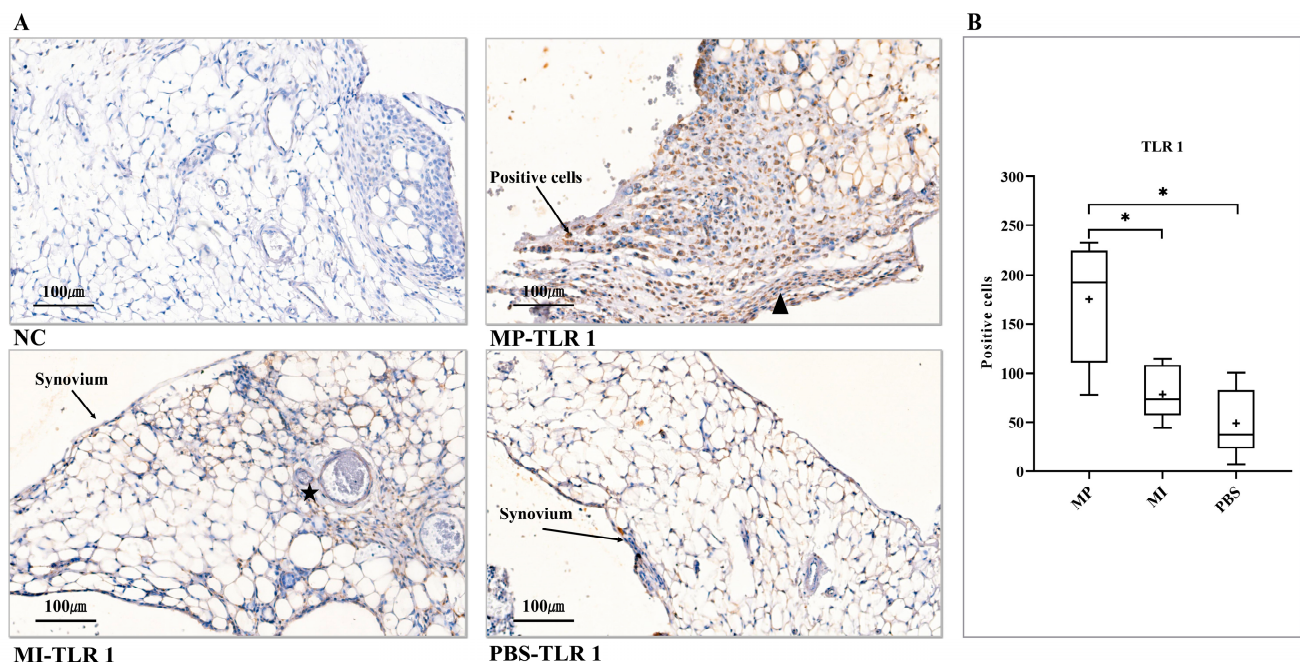 A
B
100㎛
NC
Positive cells
100㎛
MP-TLR 1
Synovium
100㎛
MI-TLR 1
Synovium
100㎛
PBS-TLR 1
TLR 1
Positive cells
300
250
200
150
100
50
0
*
*
MP
MI
PBS